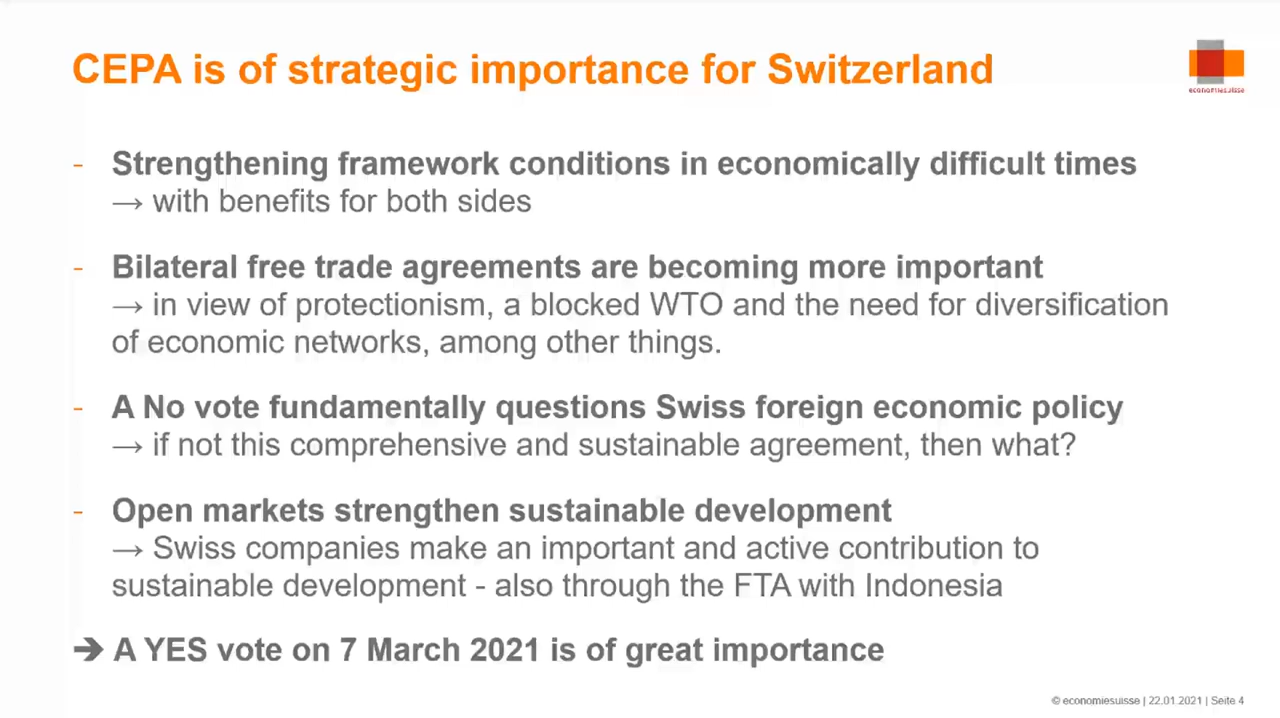 CEPA is of strategic importance for Switzerland
economiesuisse
- Strengthening framework conditions in economically difficult times
→ with benefits for both sides
- Bilateral free trade agreements are becoming more important
→ in view of protectionism, a blocked WTO and the need for diversification
of economic networks, among other things.
- A No vote fundamentally questions Swiss foreign economic policy
→ if not this comprehensive and sustainable agreement, then what?
- Open markets strengthen sustainable development
→ Swiss companies make an important and active contribution to
sustainable development - also through the FTA with Indonesia
➔ A YES vote on 7 March 2021 is of great importance
© economiesuisse | 22.01.2021 | Seite 4